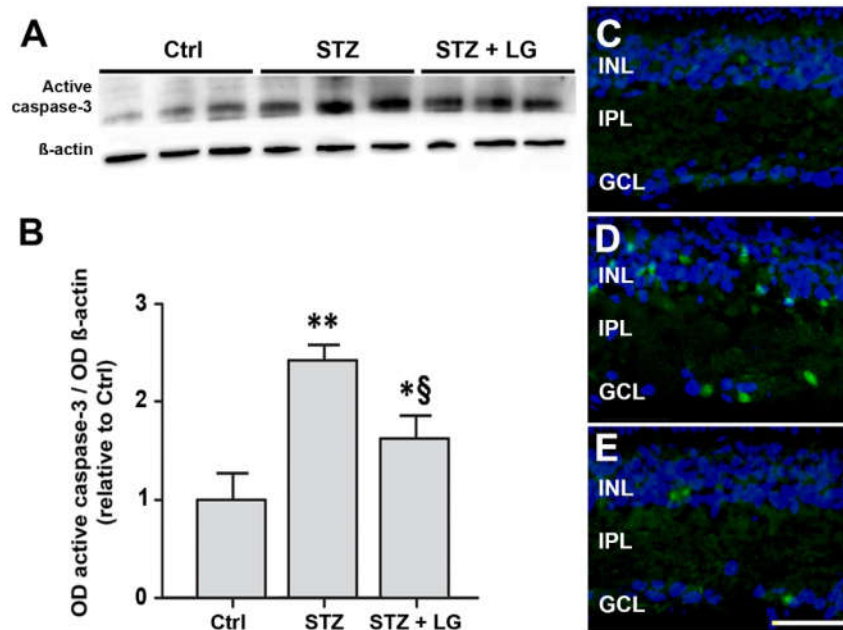 A
Ctrl
STZ
STZ + LG
Active
caspase-3
ß-actin
B
OD active caspase-3 / OD ß-actin
(relative to Ctrl)
3
2
1
0
**
*§
Ctrl
STZ
STZ + LG
C
INL
IPL
GCL
D
INL
IPL
GCL
E
INL
IPL
GCL